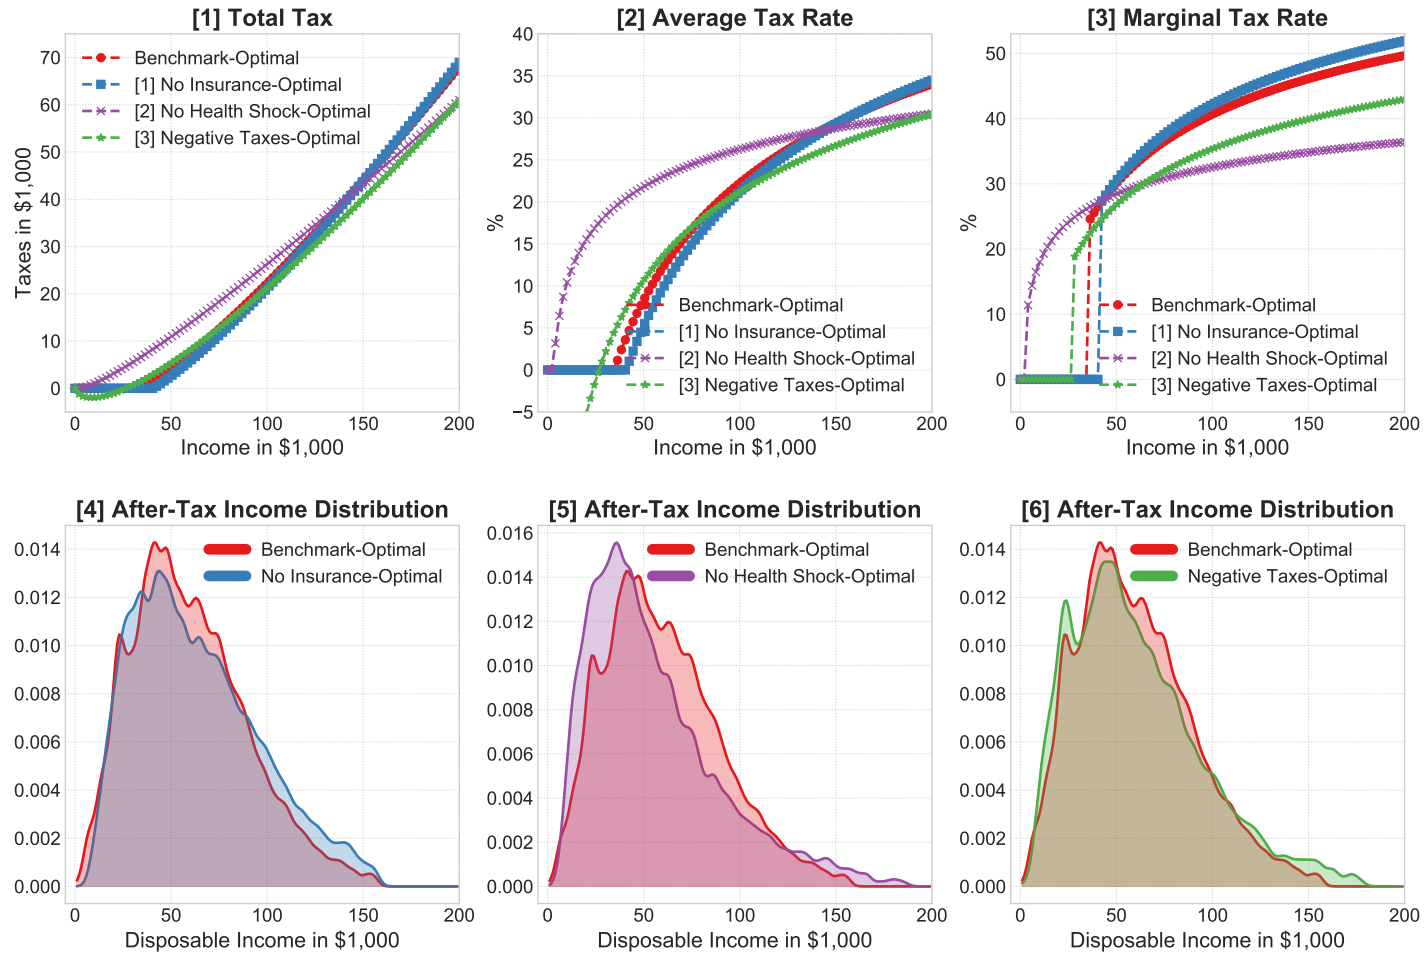 [1] Total Tax
Taxes in $1,000
70
60
50
40
30
20
10
0
0
50
100
150
200
Income in $1,000
Benchmark-Optimal
[1] No Insurance-Optimal
[2] No Health Shock-Optimal
[3] Negative Taxes-Optimal
[2] Average Tax Rate
%
40
35
30
25
20
15
10
5
0
−5
0
50
100
150
200
Income in $1,000
Benchmark-Optimal
[1] No Insurance-Optimal
[2] No Health Shock-Optimal
[3] Negative Taxes-Optimal
[3] Marginal Tax Rate
%
50
40
30
20
10
0
0
50
100
150
200
Income in $1,000
Benchmark-Optimal
[1] No Insurance-Optimal
[2] No Health Shock-Optimal
[3] Negative Taxes-Optimal
[4] After-Tax Income Distribution
0.014
0.012
0.010
0.008
0.006
0.004
0.002
0.000
0
50
100
150
200
Disposable Income in $1,000
Benchmark-Optimal
No Insurance-Optimal
[5] After-Tax Income Distribution
0.016
0.014
0.012
0.010
0.008
0.006
0.004
0.002
0.000
0
50
100
150
200
Disposable Income in $1,000
Benchmark-Optimal
No Health Shock-Optimal
[6] After-Tax Income Distribution
0.014
0.012
0.010
0.008
0.006
0.004
0.002
0.000
0
50
100
150
200
Disposable Income in $1,000
Benchmark-Optimal
Negative Taxes-Optimal